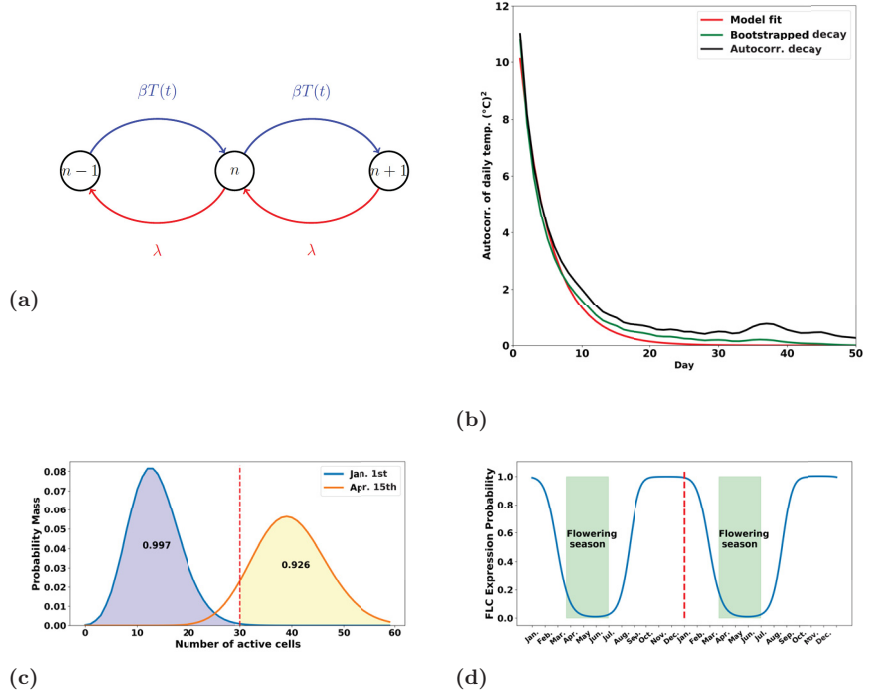 βT(t) βT(t)
n − 1 n n + 1
λ λ
(a)
Model fit
Bootstrapped decay
Autocorr. decay
Autocorr. of daily temp. (°C)²
12
10
8
6
4
2
0
0 10 20 30 40 50
Day
(b)
Jan. 1st
Apr. 15th
Probability Mass
0.08
0.07
0.06
0.05
0.04
0.03
0.02
0.01
0.00
0.997
0.926
0 10 20 30 40 50 60
Number of active cells
(c)
FLC Expression Probability
1.0
0.8
0.6
0.4
0.2
0.0
Flowering
season
Flowering
season
Jan. Feb. Mar. Apr. May Jun. Jul. Aug. Sep. Oct. Nov. Dec. Jan. Feb. Mar. Apr. May Jun. Jul. Aug. Sep. Oct. Nov. Dec.
(d)